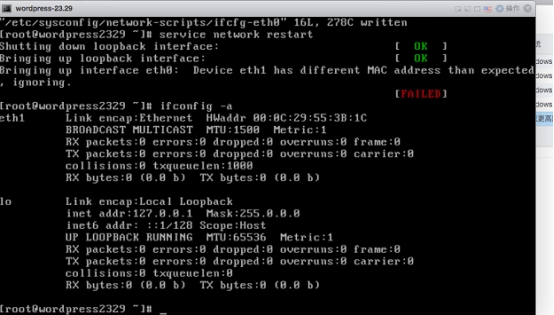 wordpress-23.29
操作
"/etc/sysconfig/network-scripts/ifcfg-eth0" 16L, 278C written
[root@wordpress2329 ~]# service network restart
Shutting down loopback interface: [ OK ]
Bringing up loopback interface: [ OK ]
Bringing up interface eth0: Device eth1 has different MAC address than expected
, ignoring.
[FAILED]
[root@wordpress2329 ~]# ifconfig -a
eth1 Link encap:Ethernet HWaddr 00:0C:29:55:3B:1C
BROADCAST MULTICAST MTU:1500 Metric:1
RX packets:0 errors:0 dropped:0 overruns:0 frame:0
TX packets:0 errors:0 dropped:0 overruns:0 carrier:0
collisions:0 txqueuelen:1000
RX bytes:0 (0.0 b) TX bytes:0 (0.0 b)
lo Link encap:Local Loopback
inet addr:127.0.0.1 Mask:255.0.0.0
inet6 addr: ::1/128 Scope:Host
UP LOOPBACK RUNNING MTU:65536 Metric:1
RX packets:0 errors:0 dropped:0 overruns:0 frame:0
TX packets:0 errors:0 dropped:0 overruns:0 carrier:0
collisions:0 txqueuelen:0
RX bytes:0 (0.0 b) TX bytes:0 (0.0 b)
[root@wordpress2329 ~]# _